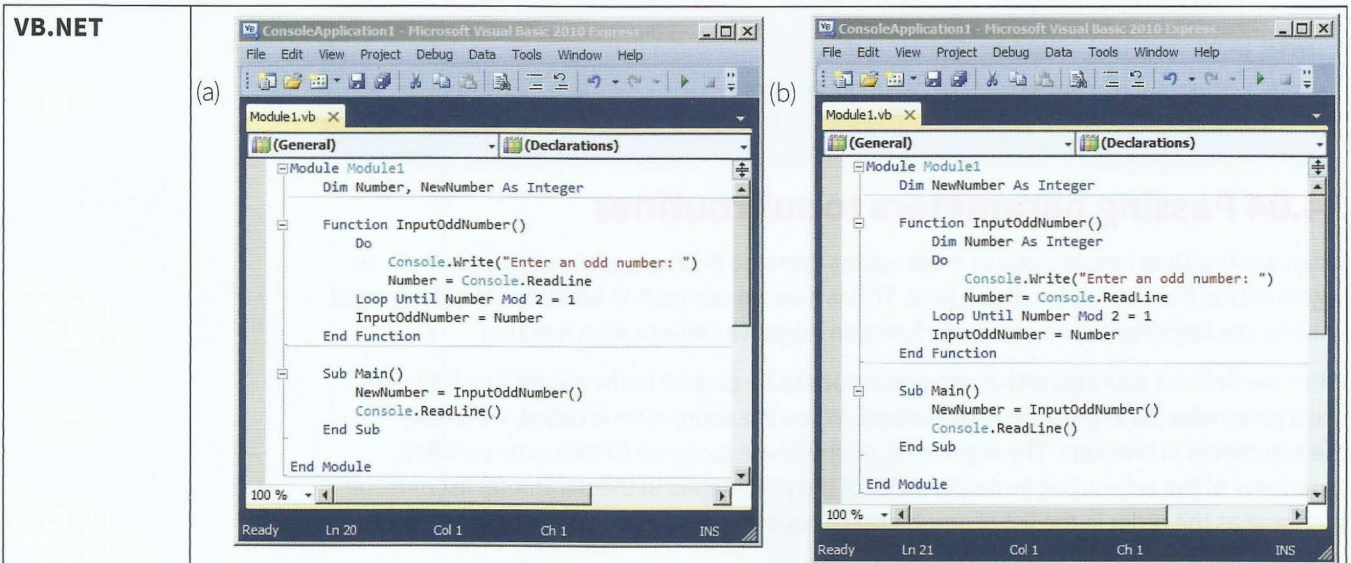 VB.NET
(a)
ConsoleApplication1 - Microsoft Visual Basic 2010 Express
File Edit View Project Debug Data Tools Window Help
Module1.vb
(General) (Declarations)
Module Module1
Dim Number, NewNumber As Integer
Function InputOddNumber()
Do
Console.Write("Enter an odd number: ")
Number = Console.ReadLine
Loop Until Number Mod 2 = 1
InputOddNumber = Number
End Function
Sub Main()
NewNumber = InputOddNumber()
Console.ReadLine()
End Sub
End Module
100 %
Ready Ln 20 Col 1 Ch 1 INS
(b)
ConsoleApplication1 - Microsoft Visual Basic 2010 Express
File Edit View Project Debug Data Tools Window Help
Module1.vb
(General) (Declarations)
Module Module1
Dim NewNumber As Integer
Function InputOddNumber()
Dim Number As Integer
Do
Console.Write("Enter an odd number: ")
Number = Console.ReadLine
Loop Until Number Mod 2 = 1
InputOddNumber = Number
End Function
Sub Main()
NewNumber = InputOddNumber()
Console.ReadLine()
End Sub
End Module
100 %
Ready Ln 21 Col 1 Ch 1 INS